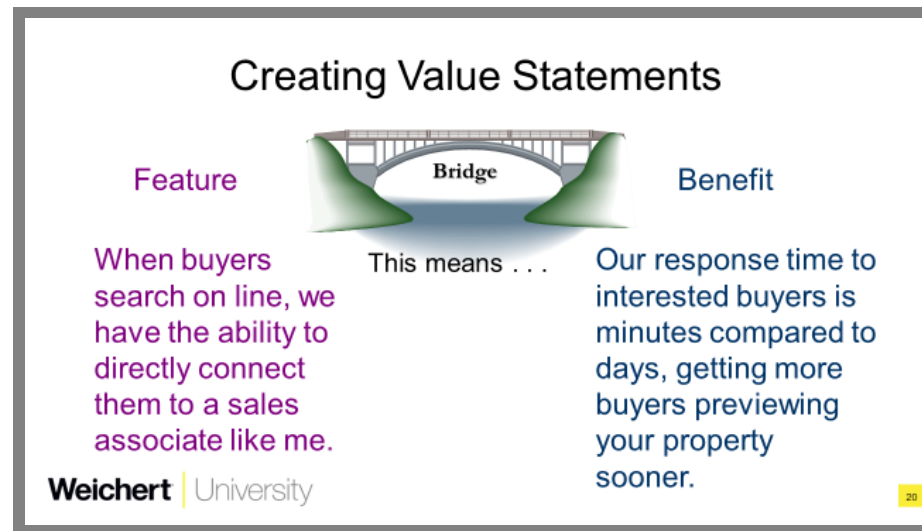 Creating Value Statements
Bridge
Feature
Benefit
When buyers
search on line, we
have the ability to
directly connect
them to a sales
associate like me.
This means . . .
Our response time to
interested buyers is
minutes compared to
days, getting more
buyers previewing
your property
sooner.
Weichert University
20